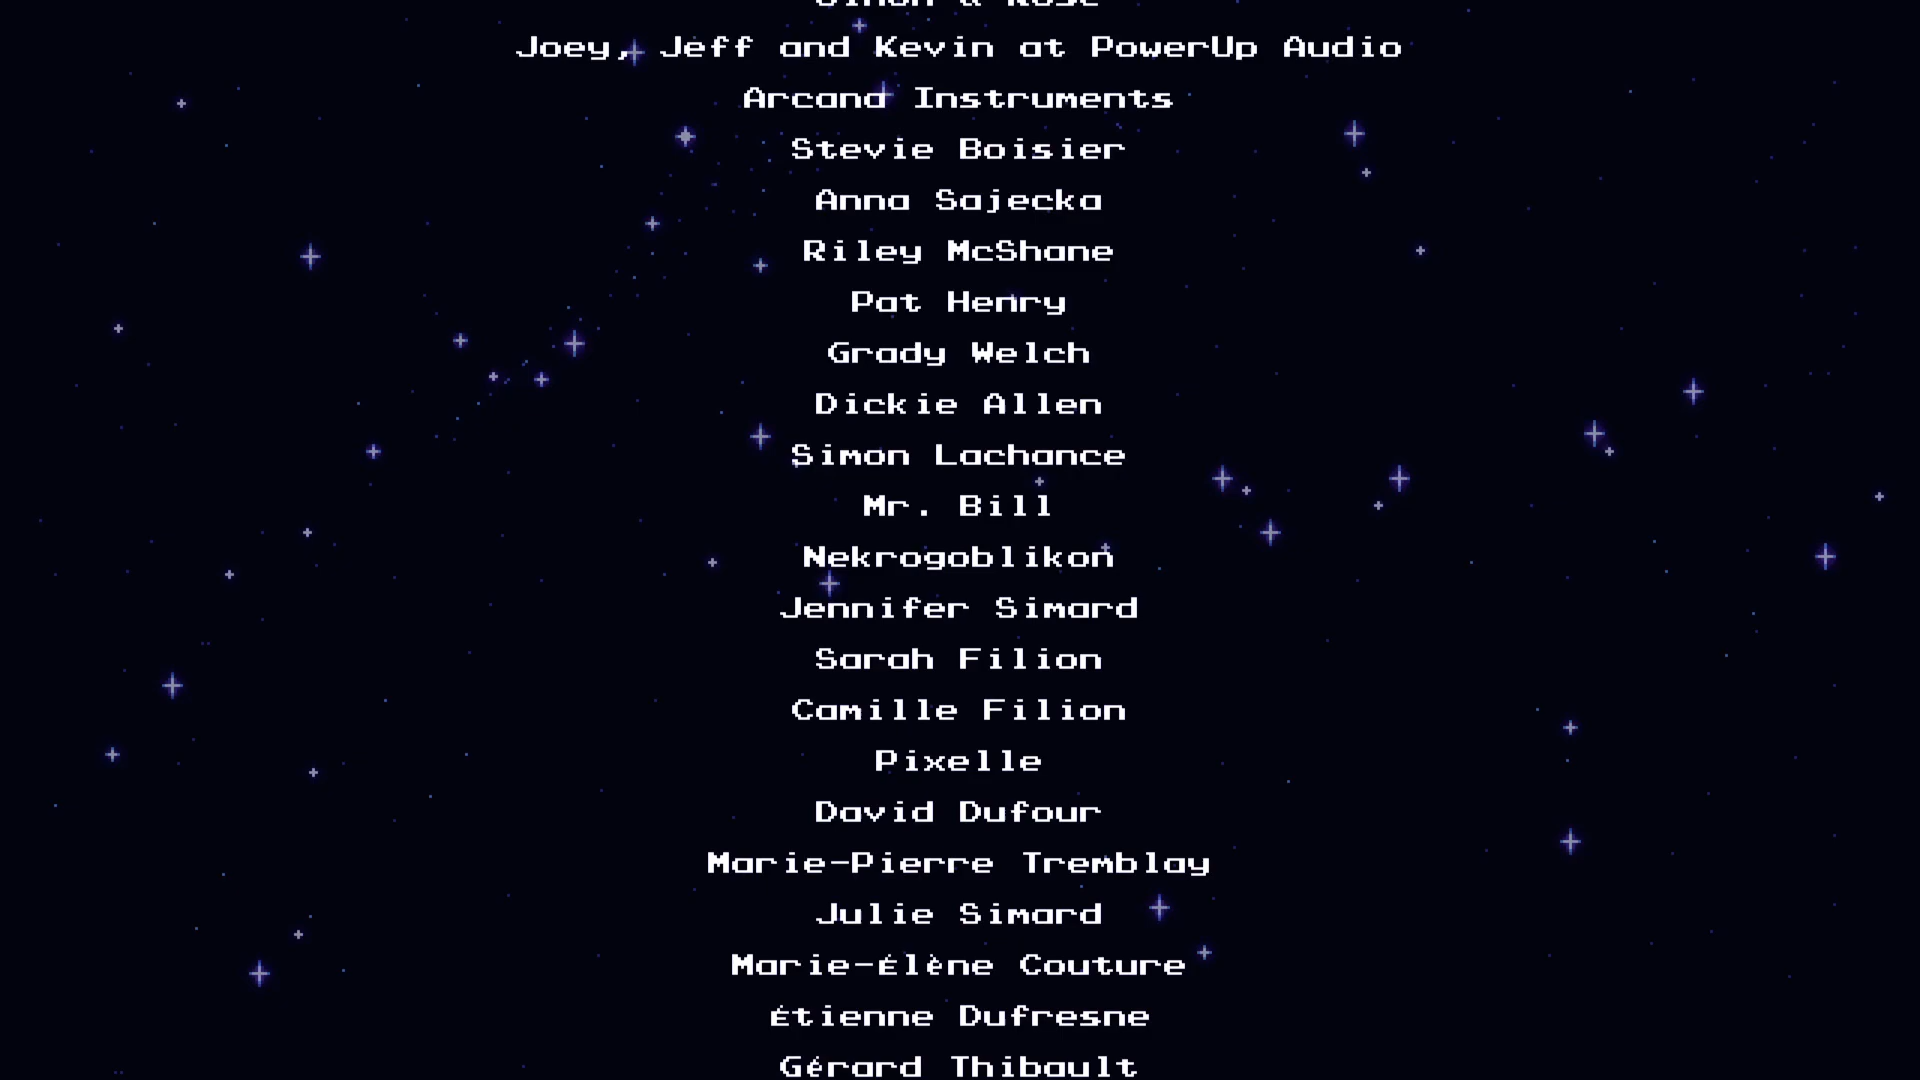 Joey, Jeff and Kevin at PowerUp Audio
Arcana Instruments
Stevie Boisier
Anna Sajecka
Riley McShane
Pat Henry
Grady Welch
Dickie Allen
Simon Lachance
Mr. Bill
Nekrogoblikon
Jennifer Simard
Sarah Filion
Camille Filion
Pixelle
David Dufour
Marie-Pierre Tremblay
Julie Simard
Marie-Élène Couture
Étienne Dufresne
Gérard Thibault